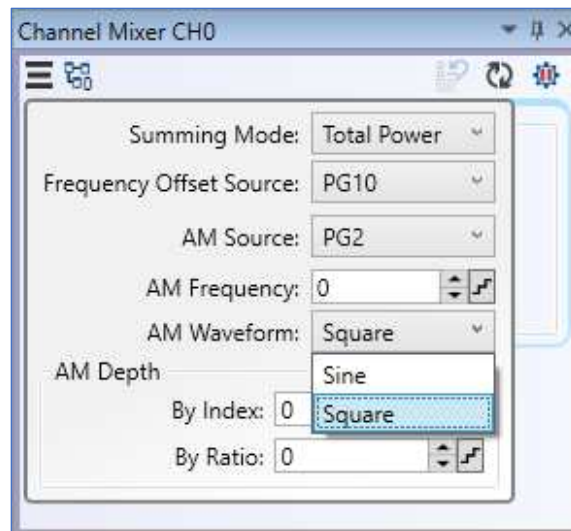 Channel Mixer CH0
Summing Mode: Total Power
Frequency Offset Source: PG10
AM Source: PG2
AM Frequency: 0
AM Waveform: Square
AM Depth
Sine
By Index: 0
Square
By Ratio: 0